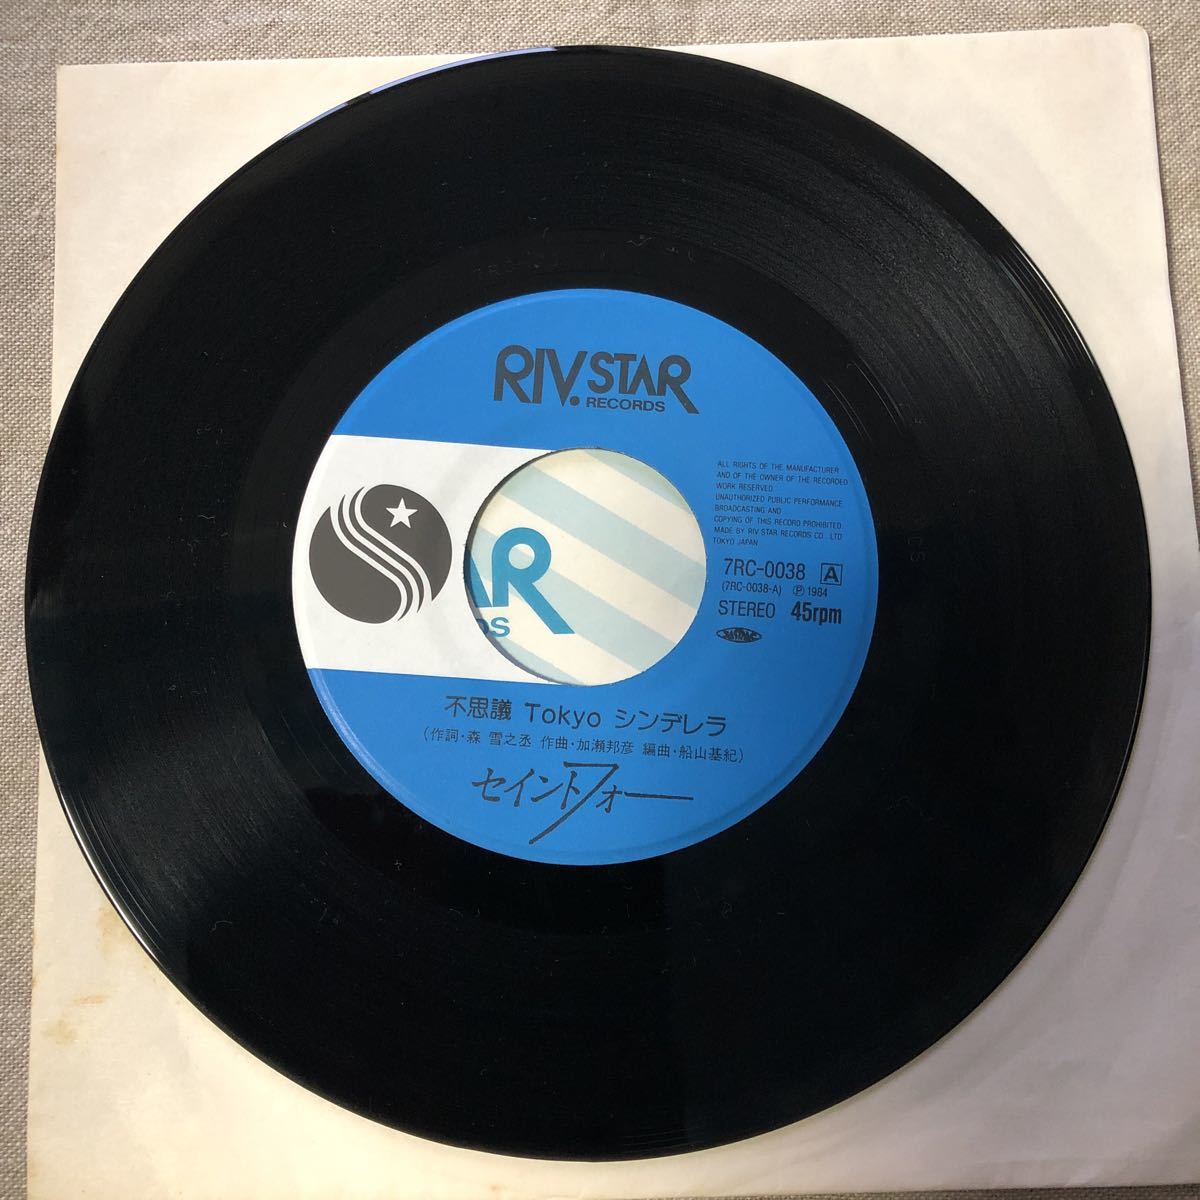 RIV.STAR
RECORDS
ALL RIGHTS OF THE MANUFACTURER
AND OF THE OWNER OF THE RECORDED
WORK RESERVED
UNAUTHORIZED PUBLIC PERFORMANCE
BROADCASTING AND
COPYING OF THIS RECORD PROHIBITED
MADE BY RIV STAR RECORDS CO., LTD
TOKYO JAPAN
7RC-0038 A
(7RC-0038-A) Ⓟ1984
STEREO 45rpm
JASRAC
AR
DS
不思議 Tokyo シンデレラ
(作詞・森 雪之丞 作曲・加瀬邦彦 編曲・船山基紀)
セイントフォー